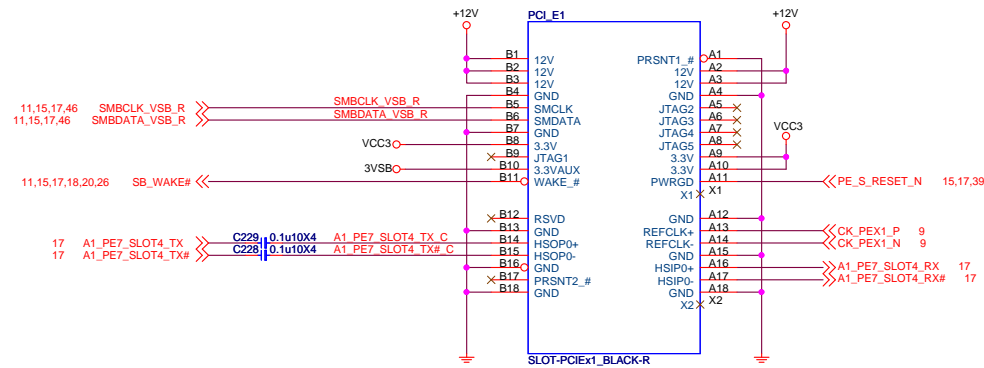 +12V PCI_E1 +12V
B1 12V PRSNT1_# A1
B2 12V 12V A2
B3 12V 12V A3
B4 GND GND A4
11,15,17,46 SMBCLK_VSB_R SMBCLK_VSB_R B5 SMCLK JTAG2 A5
11,15,17,46 SMBDATA_VSB_R SMBDATA_VSB_R B6 SMDATA JTAG3 A6
B7 GND JTAG4 A7 VCC3
VCC3 B8 3.3V JTAG5 A8
B9 JTAG1 3.3V A9
3VSB B10 3.3VAUX 3.3V A10
11,15,17,18,20,26 SB_WAKE# B11 WAKE_# PWRGD A11 PE_S_RESET_N 15,17,39
X1 X1
B12 RSVD GND A12
B13 GND REFCLK+ A13 CK_PEX1_P 9
17 A1_PE7_SLOT4_TX C229 0.1u10X4 A1_PE7_SLOT4_TX_C B14 HSOP0+ REFCLK- A14 CK_PEX1_N 9
17 A1_PE7_SLOT4_TX# C228 0.1u10X4 A1_PE7_SLOT4_TX#_C B15 HSOP0- GND A15
B16 GND HSIP0+ A16 A1_PE7_SLOT4_RX 17
B17 PRSNT2_# HSIP0- A17 A1_PE7_SLOT4_RX# 17
B18 GND GND A18
X2 X2
SLOT-PCIEx1_BLACK-R